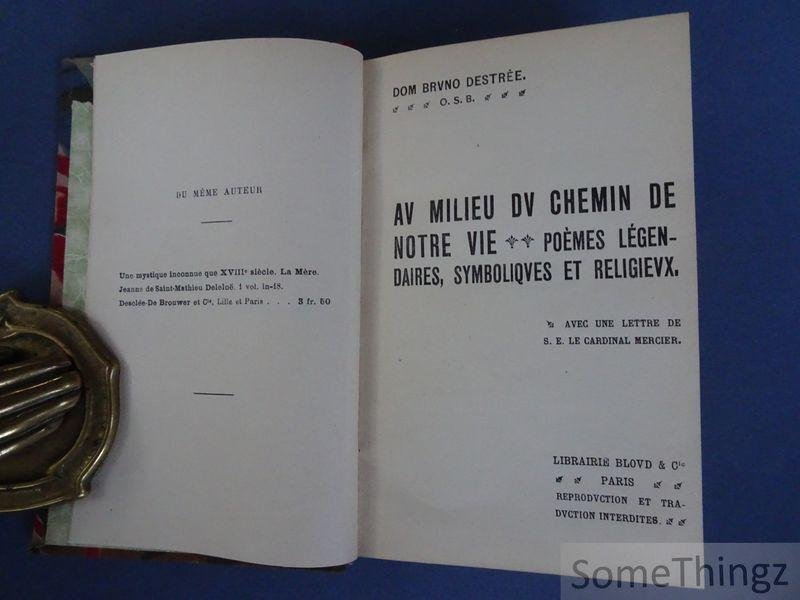 DU MÊME AUTEUR
Une mystique inconnue que XVIIIe siècle. La Mère.
Jeanne de Saint-Mathieu Deleloë. 1 vol. in-18.
Desclée-De Brouwer et Cie, Lille et Paris . . . 3 fr. 50
DOM BRVNO DESTRÉE.
O. S. B.
AV MILIEU DV CHEMIN DE
NOTRE VIE POÈMES LÉGEN-
DAIRES, SYMBOLIQVES ET RELIGIEVX.
AVEC UNE LETTRE DE
S. E. LE CARDINAL MERCIER.
LIBRAIRIE BLOVD & Cie
PARIS
REPRODVCTION ET TRA-
DVCTION INTERDITES.
SomeThingz